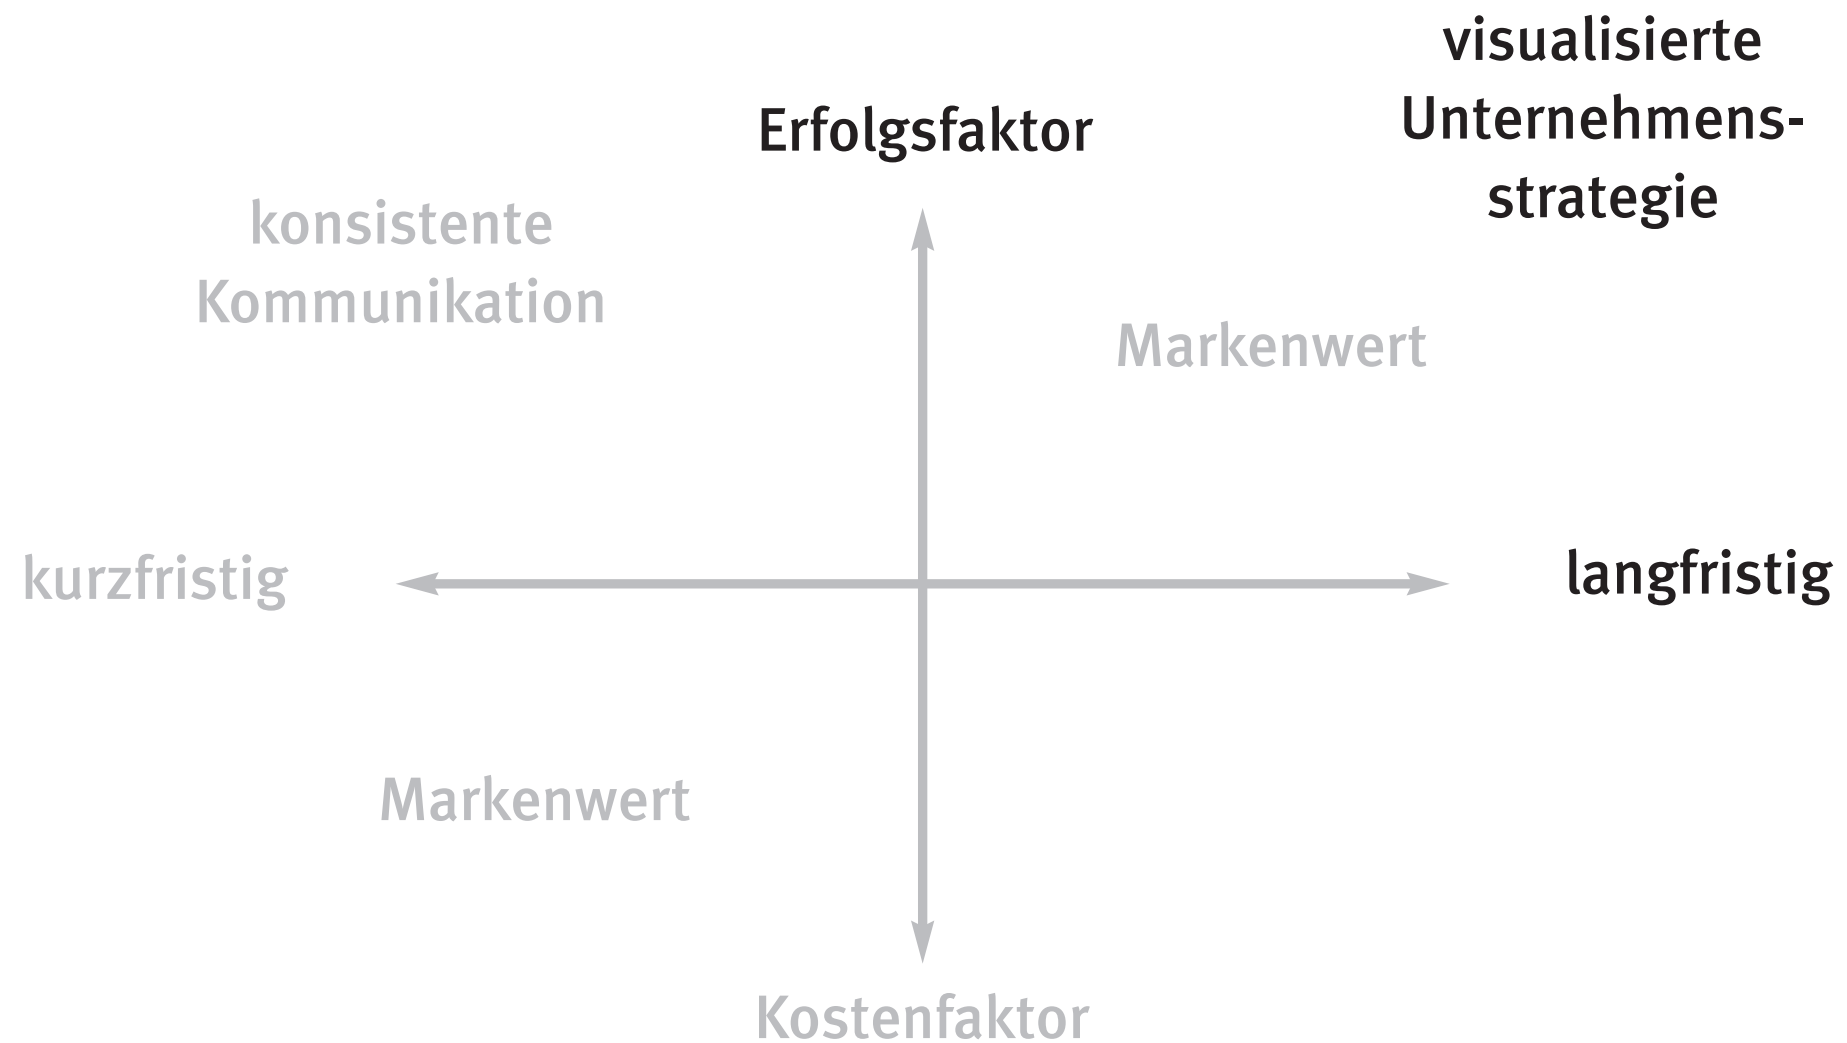 visualisierte
Unternehmens-
strategie
Erfolgsfaktor
konsistente
Kommunikation
Markenwert
kurzfristig
langfristig
Markenwert
Kostenfaktor